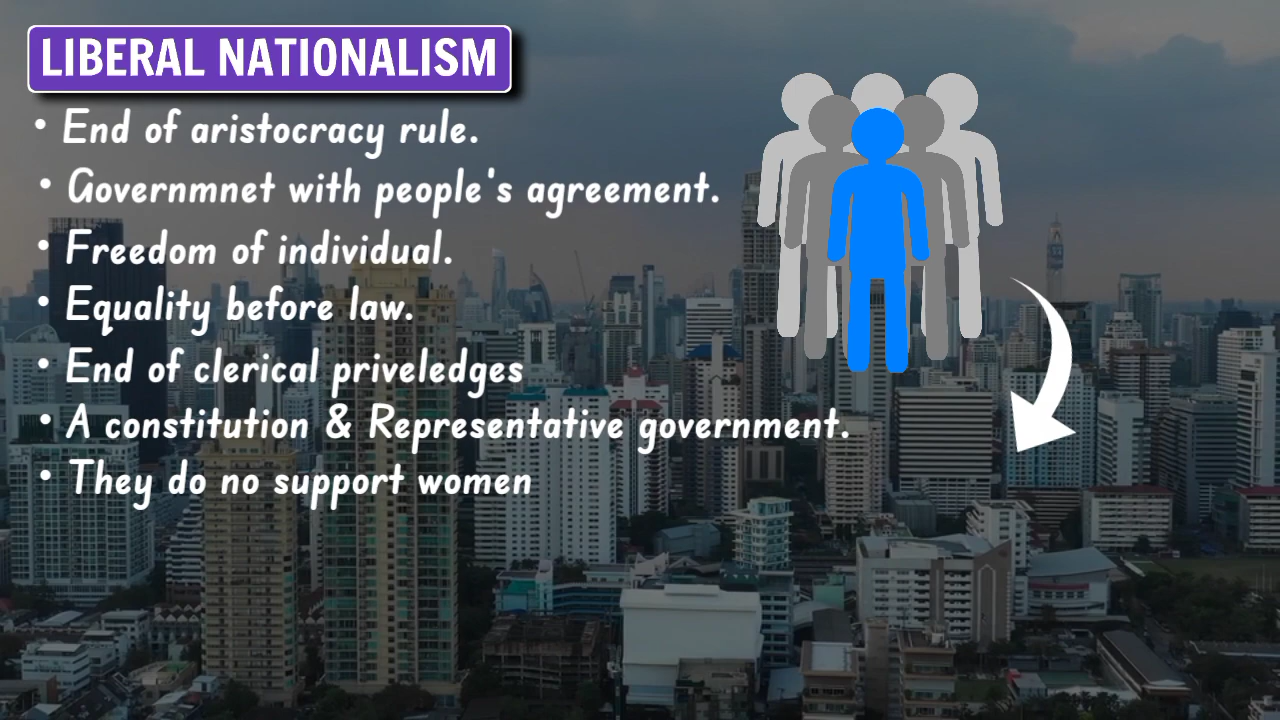 LIBERAL NATIONALISM
• End of aristocracy rule.
• Governmnet with people's agreement.
• Freedom of individual.
• Equality before law.
• End of clerical priveledges
• A constitution & Representative government.
• They do no support women